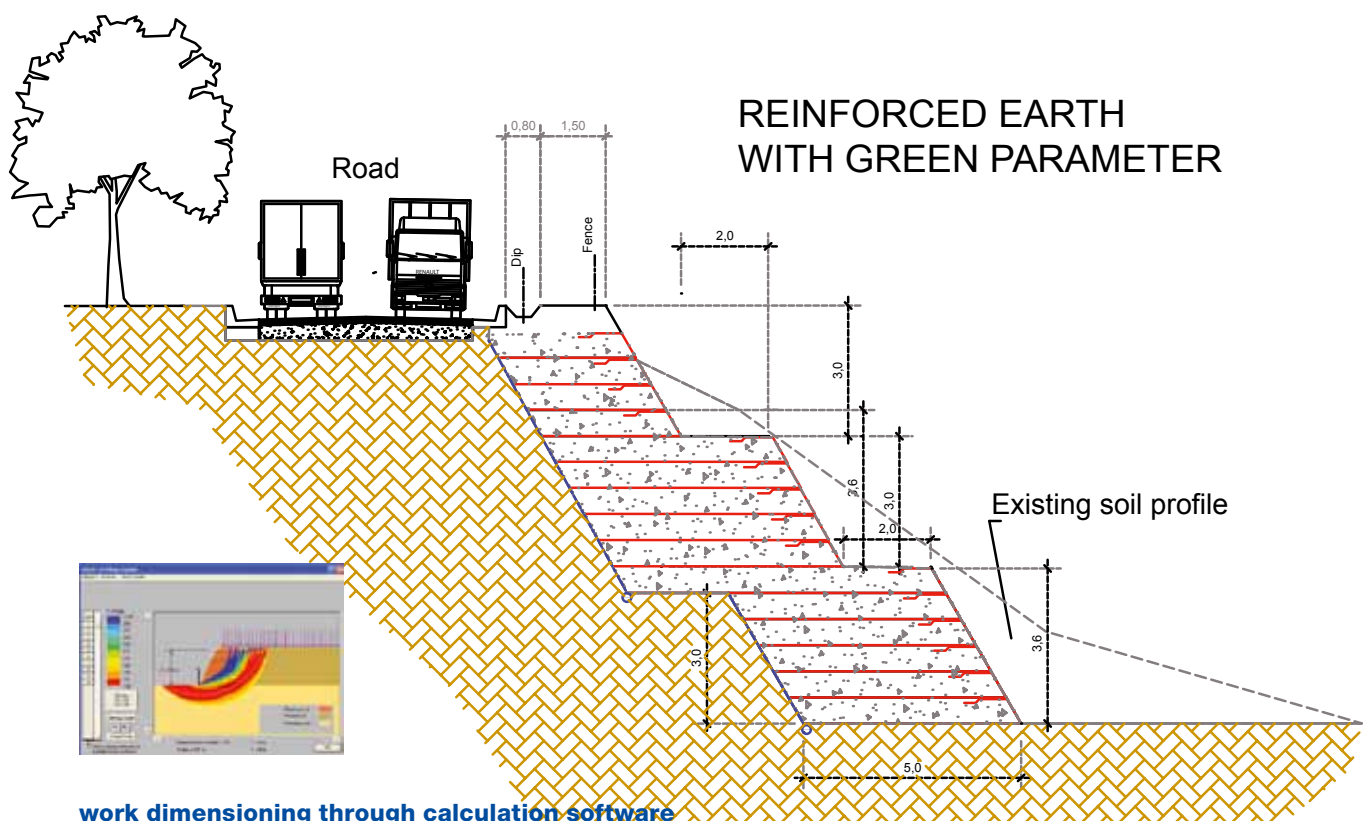 REINFORCED EARTH
WITH GREEN PARAMETER
0,80
1,50
Road
Dip
Fence
2,0
RENAULT
3,0
3,6
3,0
2,0
Existing soil profile
3,0
3,6
5,0
work dimensioning through calculation software